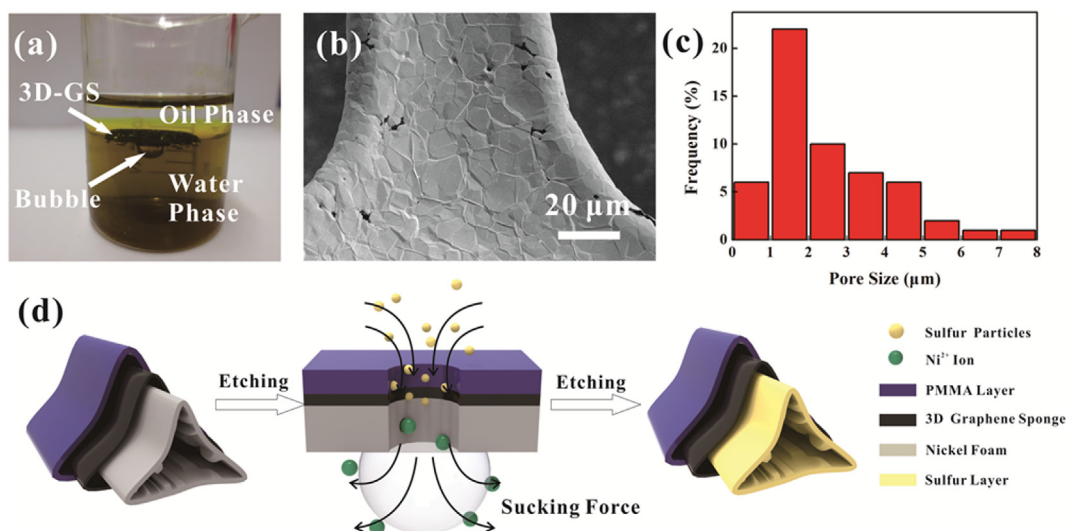 (a)
3D-GS
Oil Phase
Bubble
Water
Phase
(b)
20 μm
(c)
Frequency (%)
20
15
10
5
0
0 1 2 3 4 5 6 7 8
Pore Size (μm)
(d)
Etching
Sucking Force
Etching
Sulfur Particles
Ni²⁺ Ion
PMMA Layer
3D Graphene Sponge
Nickel Foam
Sulfur Layer